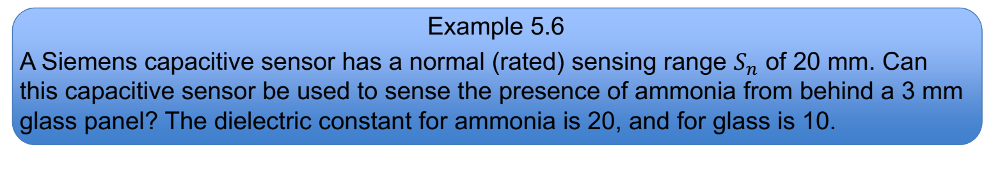 Example 5.6
A Siemens capacitive sensor has a normal (rated) sensing range Sₙ of 20 mm. Can
this capacitive sensor be used to sense the presence of ammonia from behind a 3 mm
glass panel? The dielectric constant for ammonia is 20, and for glass is 10.